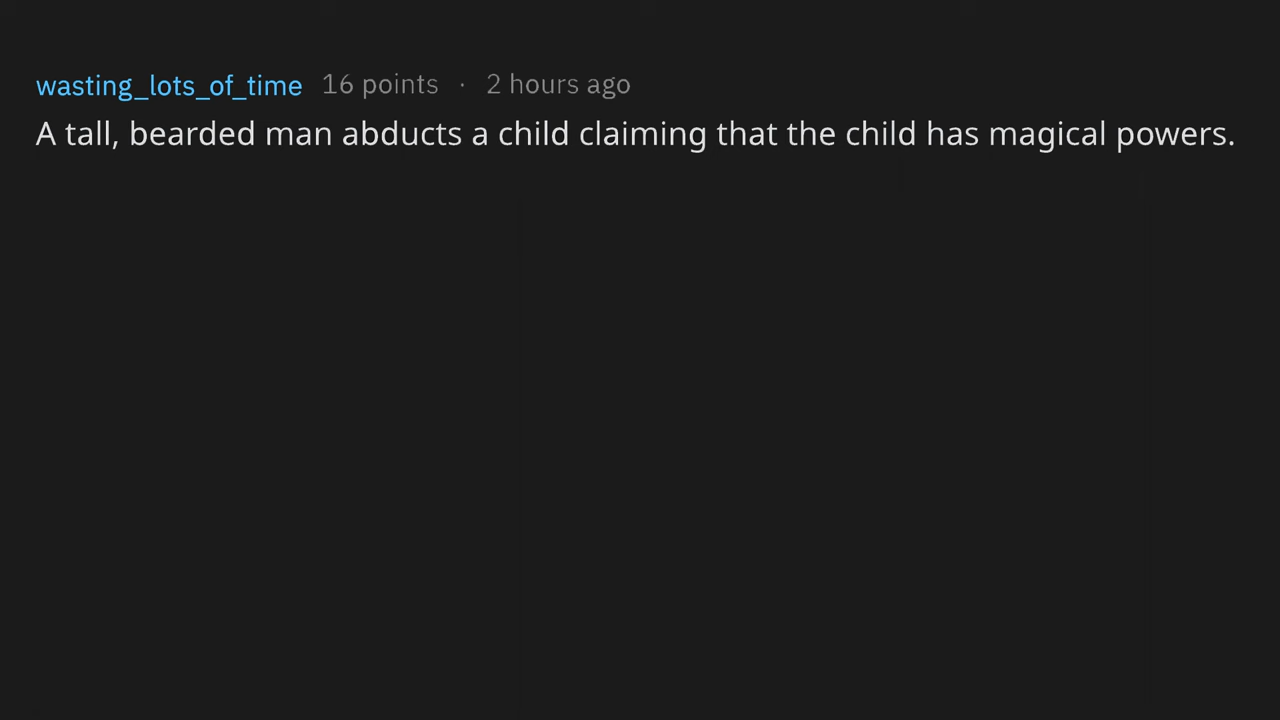 wasting_lots_of_time 16 points · 2 hours ago
A tall, bearded man abducts a child claiming that the child has magical powers.